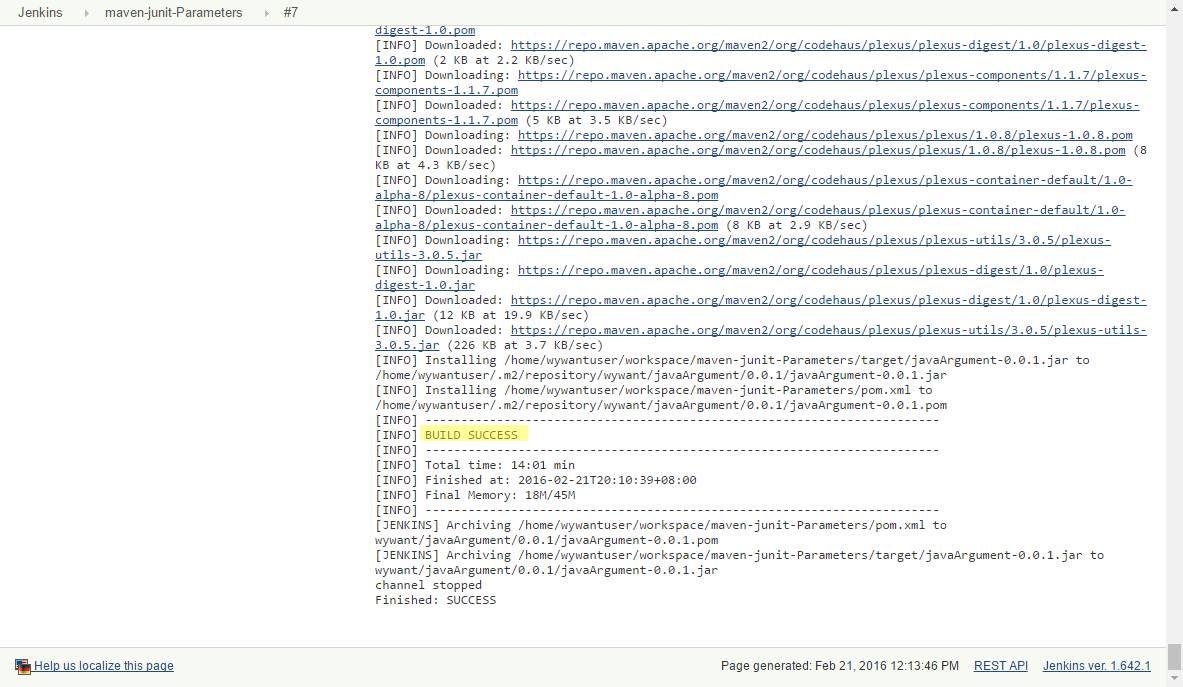 Jenkins maven-junit-Parameters #7
digest-1.0.pom
[INFO] Downloaded: https://repo.maven.apache.org/maven2/org/codehaus/plexus/plexus-digest/1.0/plexus-digest-
1.0.pom (2 KB at 2.2 KB/sec)
[INFO] Downloading: https://repo.maven.apache.org/maven2/org/codehaus/plexus/plexus-components/1.1.7/plexus-
components-1.1.7.pom
[INFO] Downloaded: https://repo.maven.apache.org/maven2/org/codehaus/plexus/plexus-components/1.1.7/plexus-
components-1.1.7.pom (5 KB at 3.5 KB/sec)
[INFO] Downloading: https://repo.maven.apache.org/maven2/org/codehaus/plexus/plexus/1.0.8/plexus-1.0.8.pom
[INFO] Downloaded: https://repo.maven.apache.org/maven2/org/codehaus/plexus/plexus/1.0.8/plexus-1.0.8.pom (8
KB at 4.3 KB/sec)
[INFO] Downloading: https://repo.maven.apache.org/maven2/org/codehaus/plexus/plexus-container-default/1.0-
alpha-8/plexus-container-default-1.0-alpha-8.pom
[INFO] Downloaded: https://repo.maven.apache.org/maven2/org/codehaus/plexus/plexus-container-default/1.0-
alpha-8/plexus-container-default-1.0-alpha-8.pom (8 KB at 2.9 KB/sec)
[INFO] Downloading: https://repo.maven.apache.org/maven2/org/codehaus/plexus/plexus-utils/3.0.5/plexus-
utils-3.0.5.jar
[INFO] Downloading: https://repo.maven.apache.org/maven2/org/codehaus/plexus/plexus-digest/1.0/plexus-
digest-1.0.jar
[INFO] Downloaded: https://repo.maven.apache.org/maven2/org/codehaus/plexus/plexus-digest/1.0/plexus-digest-
1.0.jar (12 KB at 19.9 KB/sec)
[INFO] Downloaded: https://repo.maven.apache.org/maven2/org/codehaus/plexus/plexus-utils/3.0.5/plexus-utils-
3.0.5.jar (226 KB at 3.7 KB/sec)
[INFO] Installing /home/wywantuser/workspace/maven-junit-Parameters/target/javaArgument-0.0.1.jar to
/home/wywantuser/.m2/repository/wywant/javaArgument/0.0.1/javaArgument-0.0.1.jar
[INFO] Installing /home/wywantuser/workspace/maven-junit-Parameters/pom.xml to
/home/wywantuser/.m2/repository/wywant/javaArgument/0.0.1/javaArgument-0.0.1.pom
[INFO] ------------------------------------------------------------------------
[INFO] BUILD SUCCESS
[INFO] ------------------------------------------------------------------------
[INFO] Total time: 14:01 min
[INFO] Finished at: 2016-02-21T20:10:39+08:00
[INFO] Final Memory: 18M/45M
[INFO] ------------------------------------------------------------------------
[JENKINS] Archiving /home/wywantuser/workspace/maven-junit-Parameters/pom.xml to
wywant/javaArgument/0.0.1/javaArgument-0.0.1.pom
[JENKINS] Archiving /home/wywantuser/workspace/maven-junit-Parameters/target/javaArgument-0.0.1.jar to
wywant/javaArgument/0.0.1/javaArgument-0.0.1.jar
channel stopped
Finished: SUCCESS
Help us localize this page Page generated: Feb 21, 2016 12:13:46 PM REST API Jenkins ver. 1.642.1